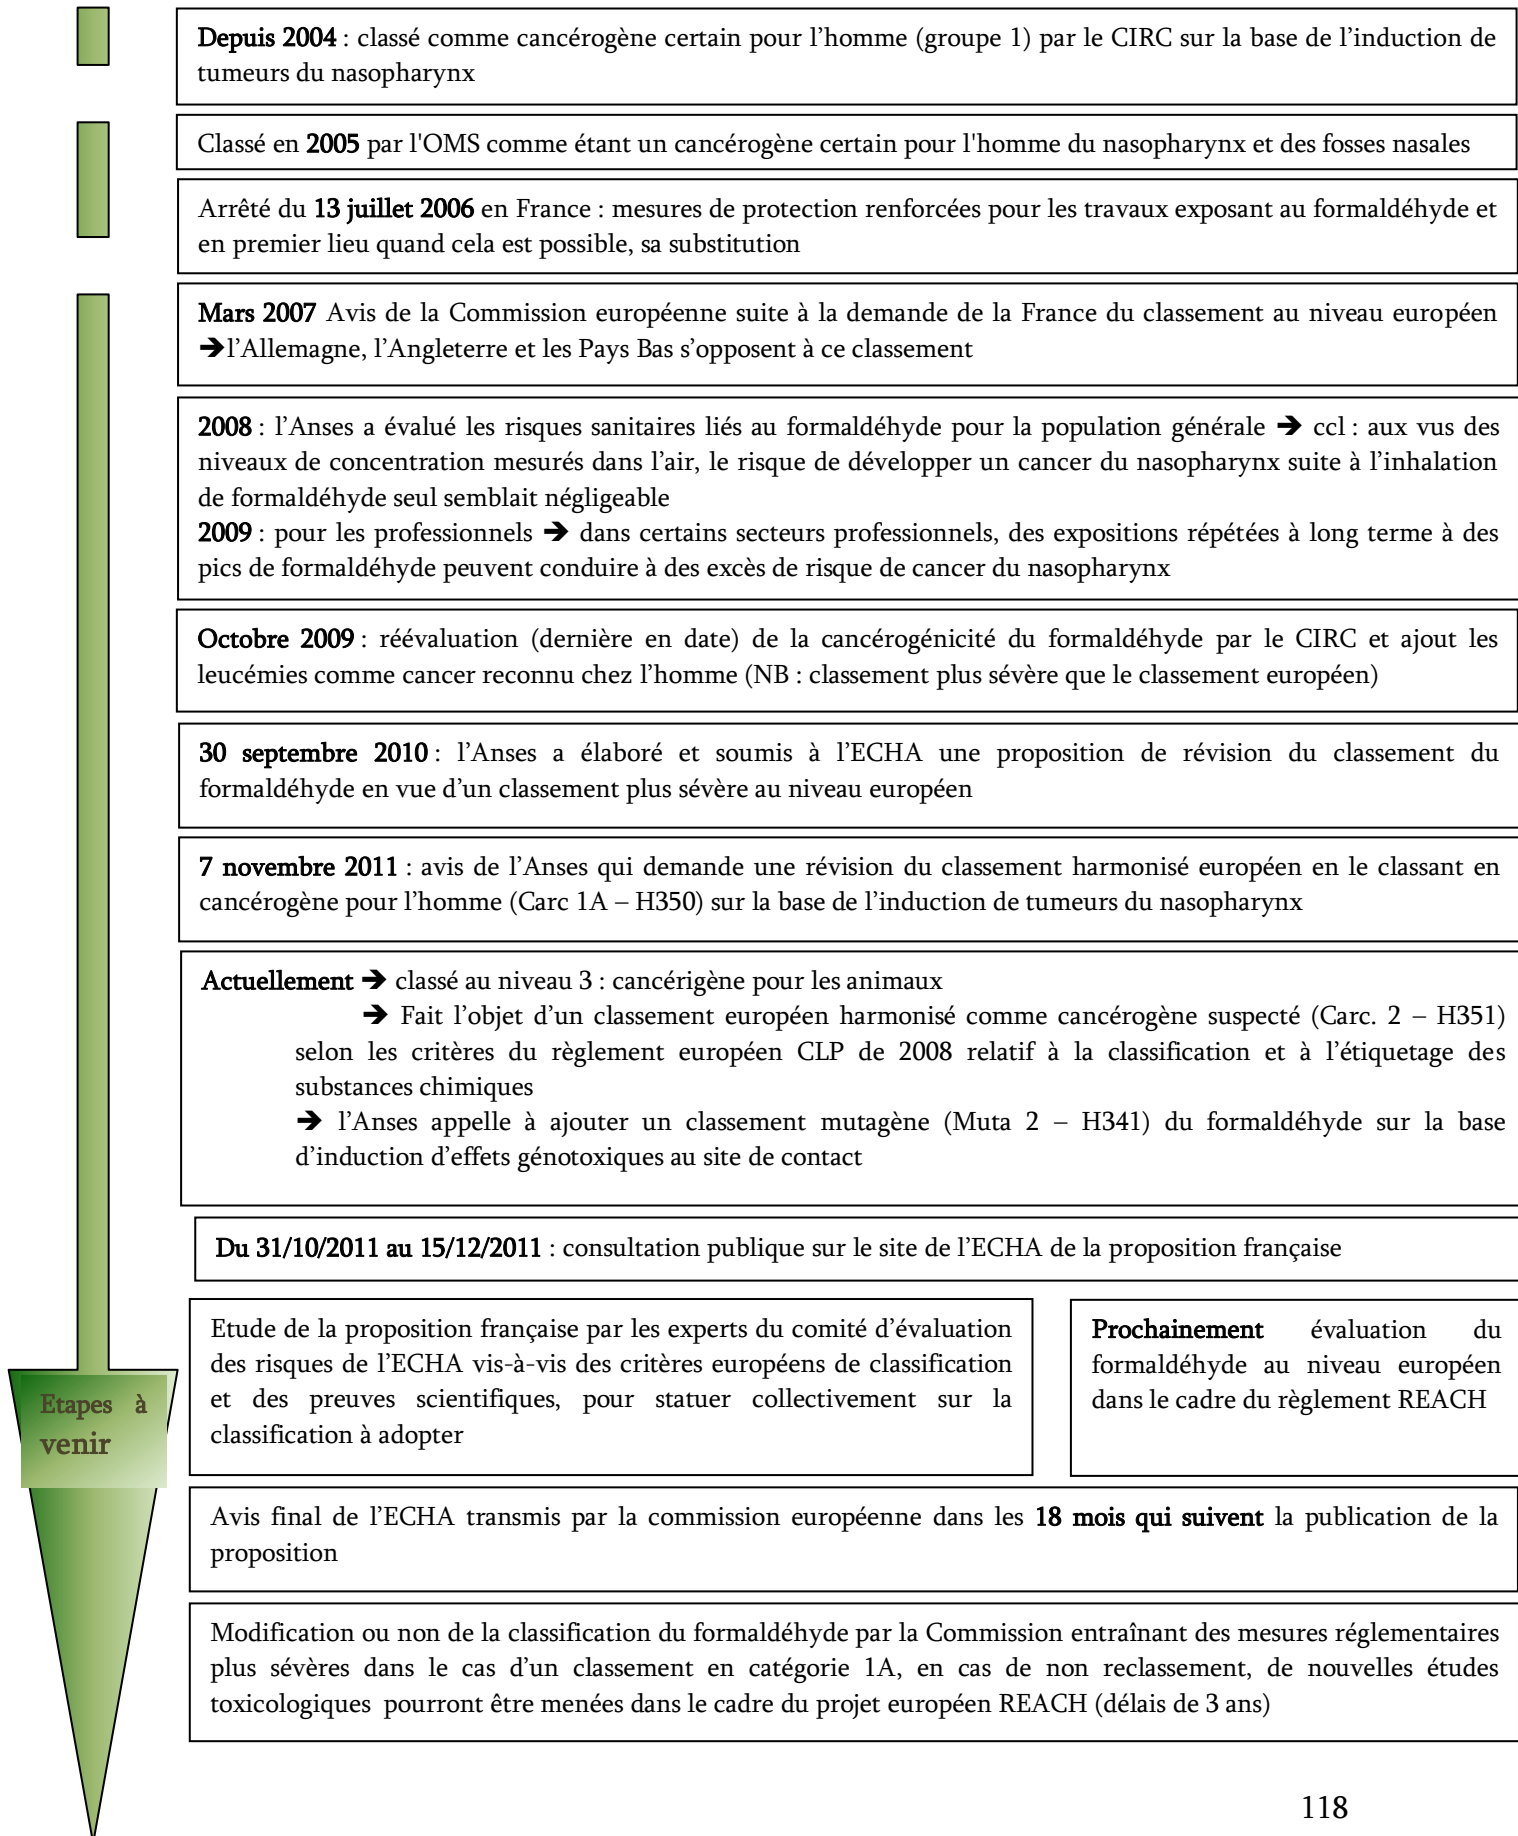 Depuis 2004 : classé comme cancérogène certain pour l’homme (groupe 1) par le CIRC sur la base de l’induction de
tumeurs du nasopharynx
Classé en 2005 par l'OMS comme étant un cancérogène certain pour l'homme du nasopharynx et des fosses nasales
Arrêté du 13 juillet 2006 en France : mesures de protection renforcées pour les travaux exposant au formaldéhyde et
en premier lieu quand cela est possible, sa substitution
Mars 2007 Avis de la Commission européenne suite à la demande de la France du classement au niveau européen
➔l’Allemagne, l’Angleterre et les Pays Bas s’opposent à ce classement
2008 : l’Anses a évalué les risques sanitaires liés au formaldéhyde pour la population générale ➔ ccl : aux vus des
niveaux de concentration mesurés dans l’air, le risque de développer un cancer du nasopharynx suite à l’inhalation
de formaldéhyde seul semblait négligeable
2009 : pour les professionnels ➔ dans certains secteurs professionnels, des expositions répétées à long terme à des
pics de formaldéhyde peuvent conduire à des excès de risque de cancer du nasopharynx
Octobre 2009 : réévaluation (dernière en date) de la cancérogénicité du formaldéhyde par le CIRC et ajout les
leucémies comme cancer reconnu chez l’homme (NB : classement plus sévère que le classement européen)
30 septembre 2010 : l’Anses a élaboré et soumis à l’ECHA une proposition de révision du classement du
formaldéhyde en vue d’un classement plus sévère au niveau européen
7 novembre 2011 : avis de l’Anses qui demande une révision du classement harmonisé européen en le classant en
cancérogène pour l’homme (Carc 1A – H350) sur la base de l’induction de tumeurs du nasopharynx
Actuellement ➔ classé au niveau 3 : cancérigène pour les animaux
➔ Fait l’objet d’un classement européen harmonisé comme cancérogène suspecté (Carc. 2 – H351)
selon les critères du règlement européen CLP de 2008 relatif à la classification et à l’étiquetage des
substances chimiques
➔ l’Anses appelle à ajouter un classement mutagène (Muta 2 – H341) du formaldéhyde sur la base
d'induction d'effets génotoxiques au site de contact
Du 31/10/2011 au 15/12/2011 : consultation publique sur le site de l’ECHA de la proposition française
Etapes à
venir
Etude de la proposition française par les experts du comité d’évaluation
des risques de l’ECHA vis-à-vis des critères européens de classification
et des preuves scientifiques, pour statuer collectivement sur la
classification à adopter
Prochainement évaluation du
formaldéhyde au niveau européen
dans le cadre du règlement REACH
Avis final de l’ECHA transmis par la commission européenne dans les 18 mois qui suivent la publication de la
proposition
Modification ou non de la classification du formaldéhyde par la Commission entraînant des mesures réglementaires
plus sévères dans le cas d’un classement en catégorie 1A, en cas de non reclassement, de nouvelles études
toxicologiques pourront être menées dans le cadre du projet européen REACH (délais de 3 ans)
118